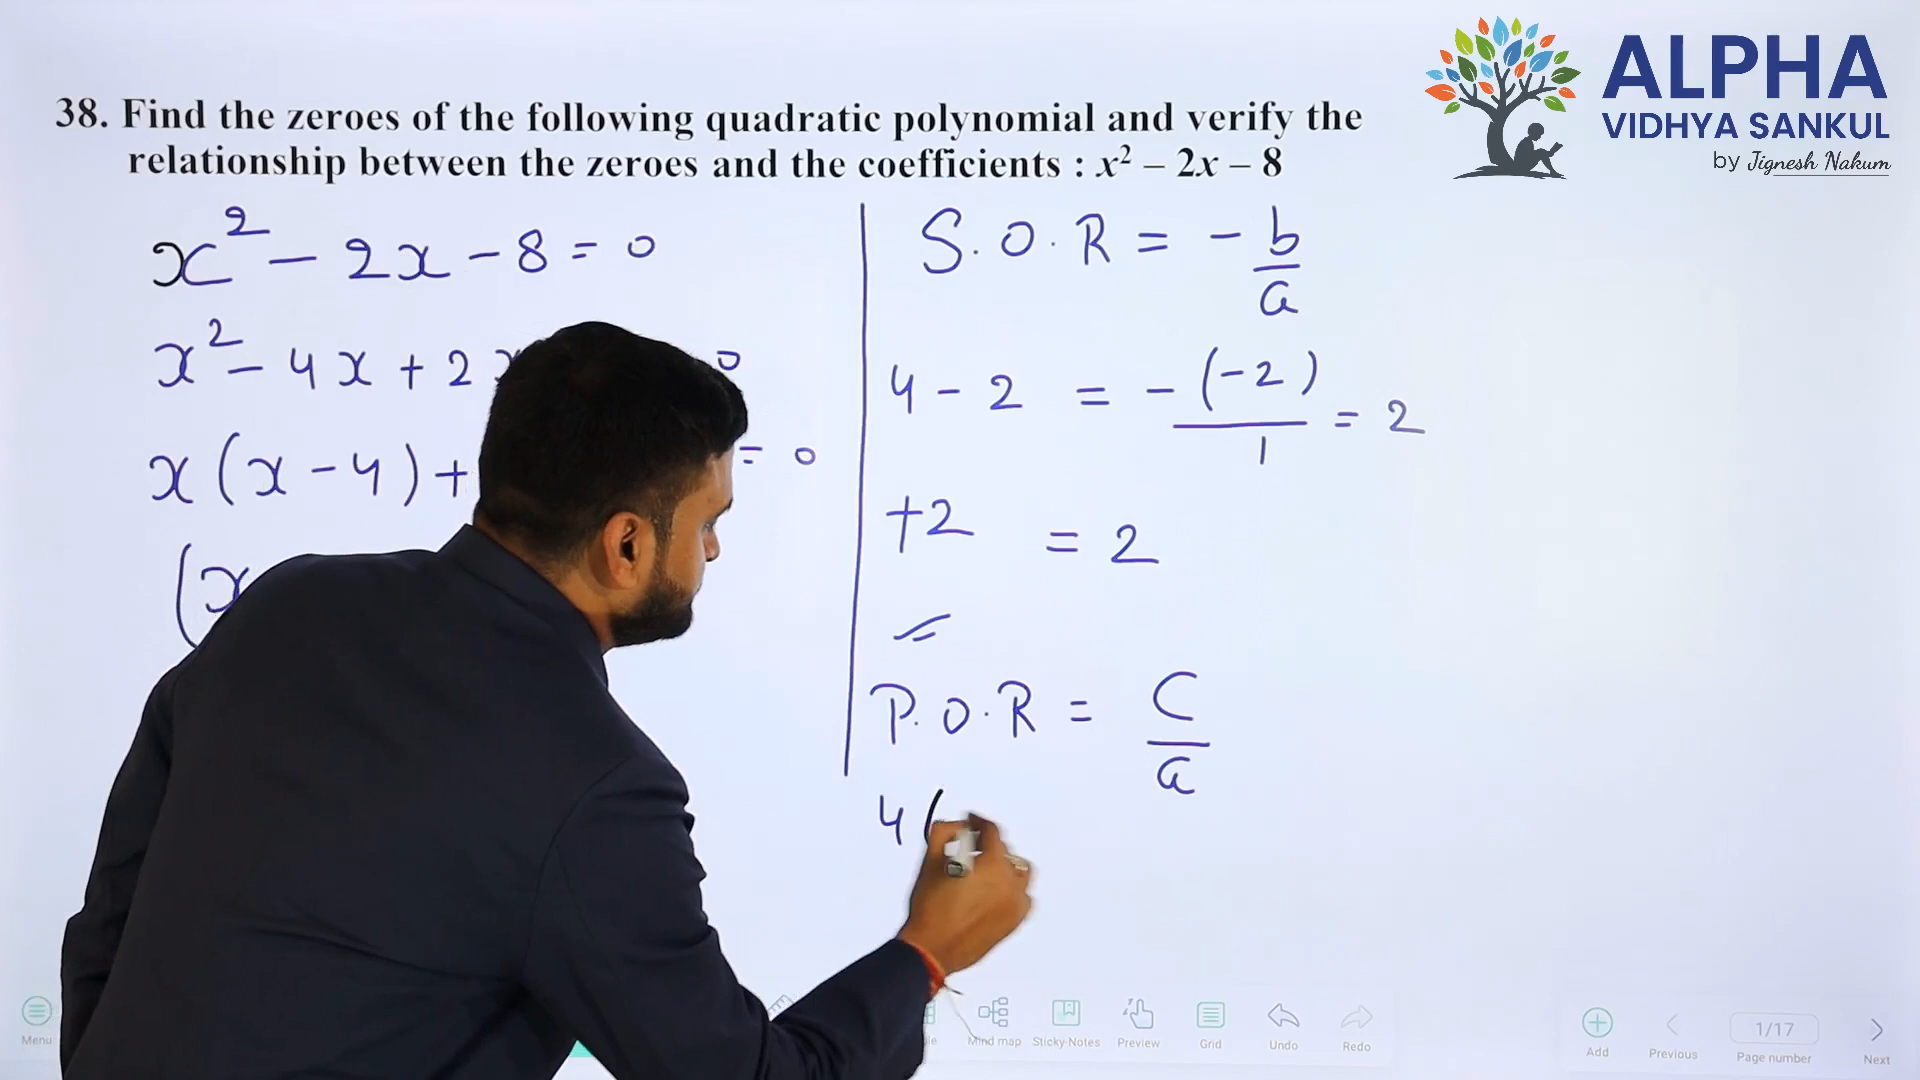 ALPHA
VIDHYA SANKUL
by Jignesh Nakum
38. Find the zeroes of the following quadratic polynomial and verify the
relationship between the zeroes and the coefficients : x² – 2x – 8
x² - 2x - 8 = 0
x² - 4x + 2x 0
x(x-4)+ = 0
(x
S.O.R = - b/a
4 - 2 = -(-2)/1 = 2
+2 = 2
P.O.R = C/a
4(
Menu
Mind map
Sticky-Notes
Preview
Grid
Undo
Redo
Add
Previous
1/17
Page number
Next